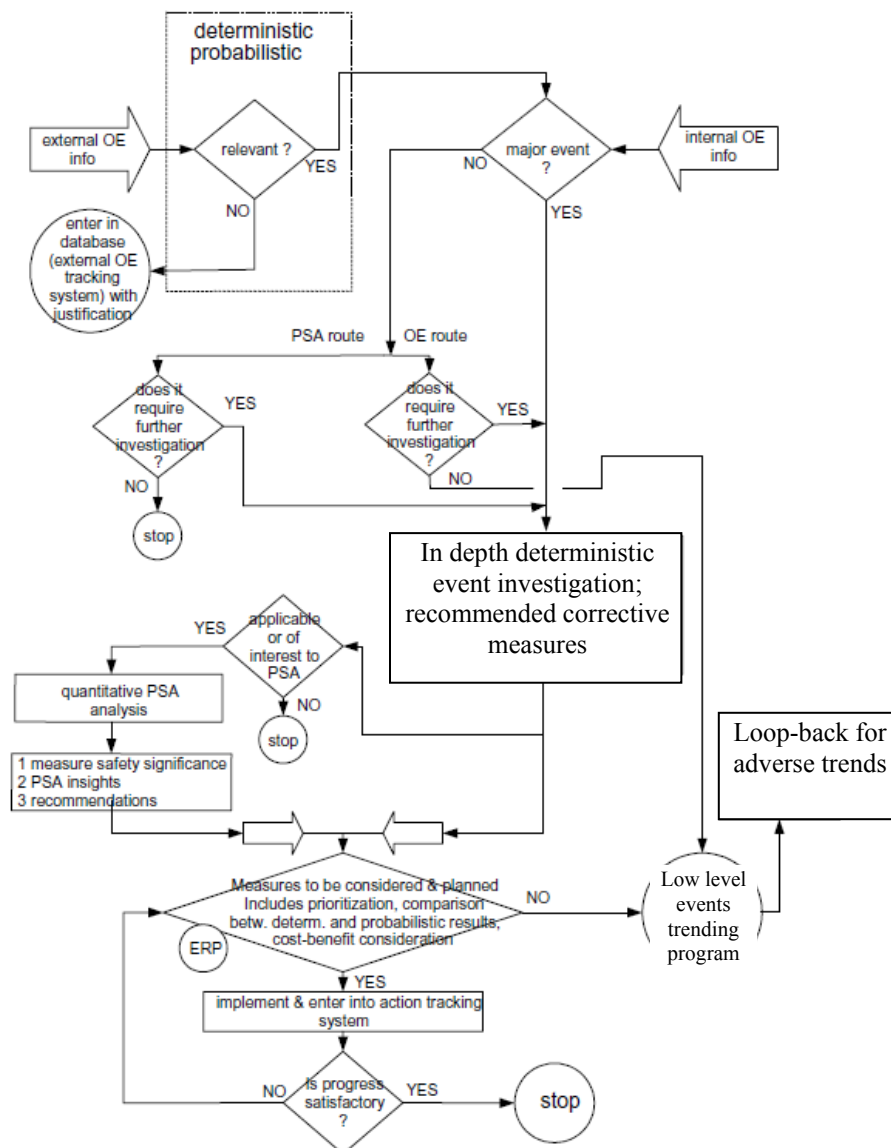 deterministic
probabilistic
external OE
info
relevant ?
YES
NO
major event
?
NO
YES
internal OE
info
enter in
database
(external OE
tracking
system) with
justification
PSA route
OE route
does it
require
further
investigation
?
YES
NO
stop
does it
require
further
investigation
?
YES
NO
In depth deterministic
event investigation;
recommended corrective
measures
applicable
or of
interest to
PSA
YES
NO
stop
quantitative PSA
analysis
1 measure safety significance
2 PSA insights
3 recommendations
Loop-back for
adverse trends
Measures to be considered & planned
Includes prioritization, comparison
betw. determ. and probabilistic results,
cost-benefit consideration
ERP
NO
YES
Low level
events
trending
program
implement & enter into action tracking
system
Is progress
satisfactory
?
NO
YES
stop